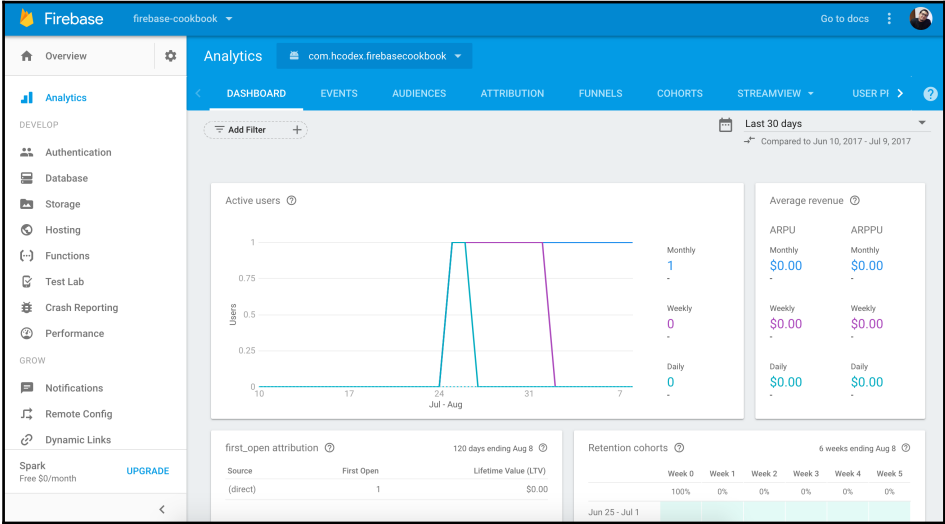 Firebase
firebase-cookbook
Go to docs
Overview
Analytics
DEVELOP
Authentication
Database
Storage
Hosting
Functions
Test Lab
Crash Reporting
Performance
GROW
Notifications
Remote Config
Dynamic Links
Spark
Free $0/month
UPGRADE
Analytics
com.hcodex.firebasecookbook
DASHBOARD EVENTS AUDIENCES ATTRIBUTION FUNNELS COHORTS STREAMVIEW USER PI
Add Filter +
Last 30 days
Compared to Jun 10, 2017 - Jul 9, 2017
Active users
Users
1
0.75
0.5
0.25
0
10 17 24 31 7
Jul - Aug
Monthly
1
-
Weekly
0
-
Daily
0
-
Average revenue
ARPU ARPPU
Monthly Monthly
$0.00 $0.00
- -
Weekly Weekly
$0.00 $0.00
- -
Daily Daily
$0.00 $0.00
- -
first_open attribution 120 days ending Aug 8
Source First Open Lifetime Value (LTV)
(direct) 1 $0.00
Retention cohorts 6 weeks ending Aug 8
Week 0 Week 1 Week 2 Week 3 Week 4 Week 5
100% 0% 0% 0% 0% 0%
Jun 25 - Jul 1